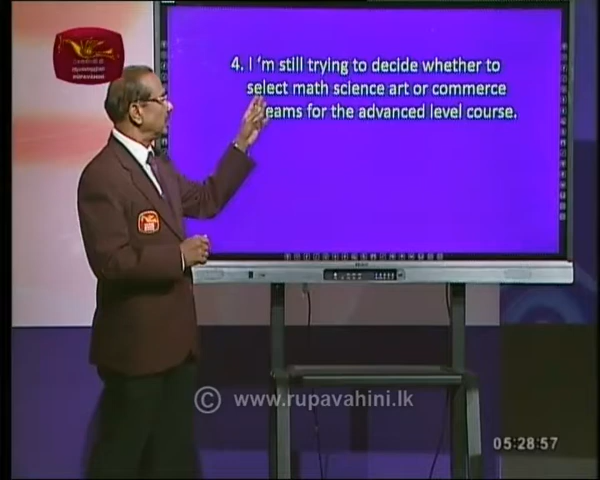 4. I 'm still trying to decide whether to
select math science art or commerce
eams for the advanced level course.
© www.rupavahini.lk
05:28:57